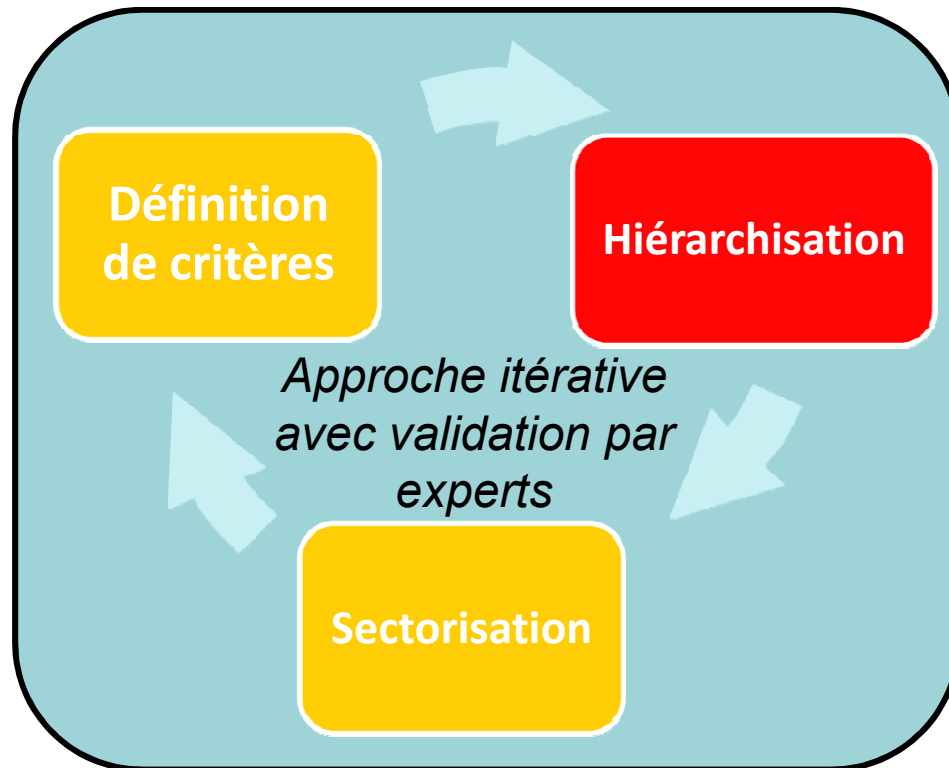 Définition
de critères
Hiérarchisation
Approche itérative
avec validation par
experts
Sectorisation